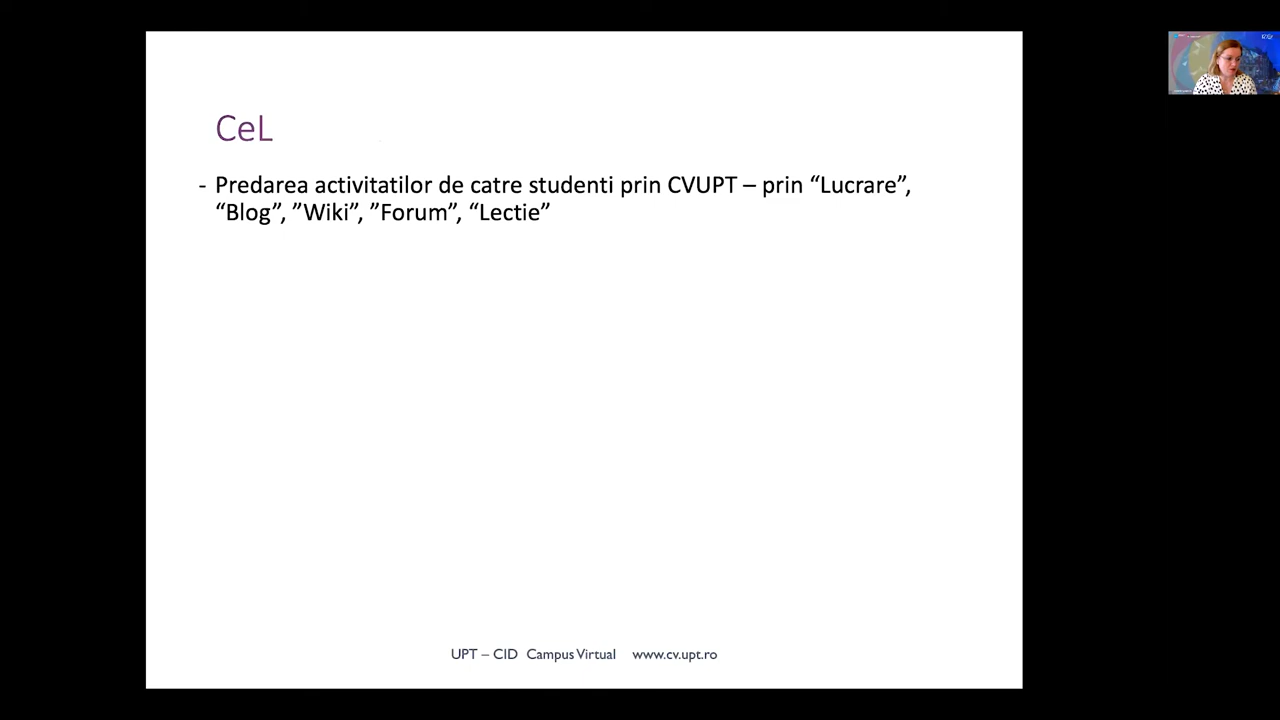 CeL
- Predarea activitatilor de catre studenti prin CVUPT – prin “Lucrare”,
“Blog”, ”Wiki”, ”Forum”, “Lectie”
UPT – CID Campus Virtual www.cv.upt.ro